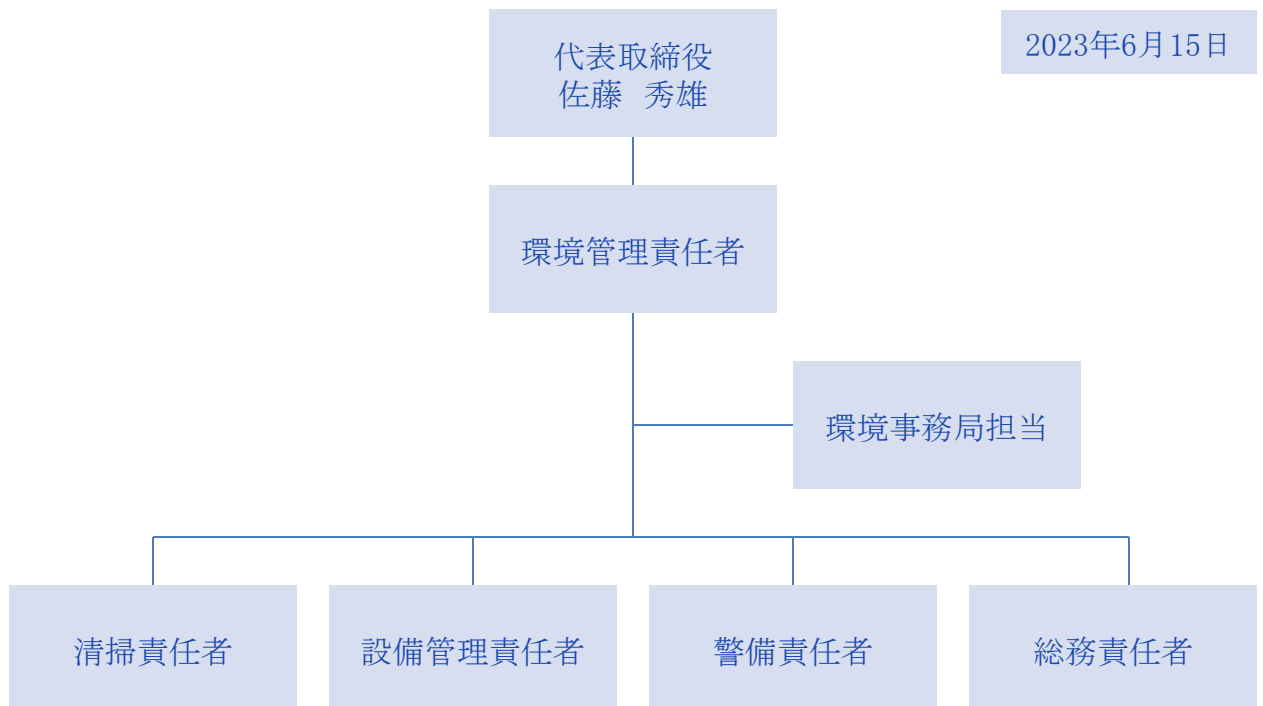 代表取締役
佐藤　秀雄
2023年6月15日
環境管理責任者
環境事務局担当
清掃責任者
設備管理責任者
警備責任者
総務責任者